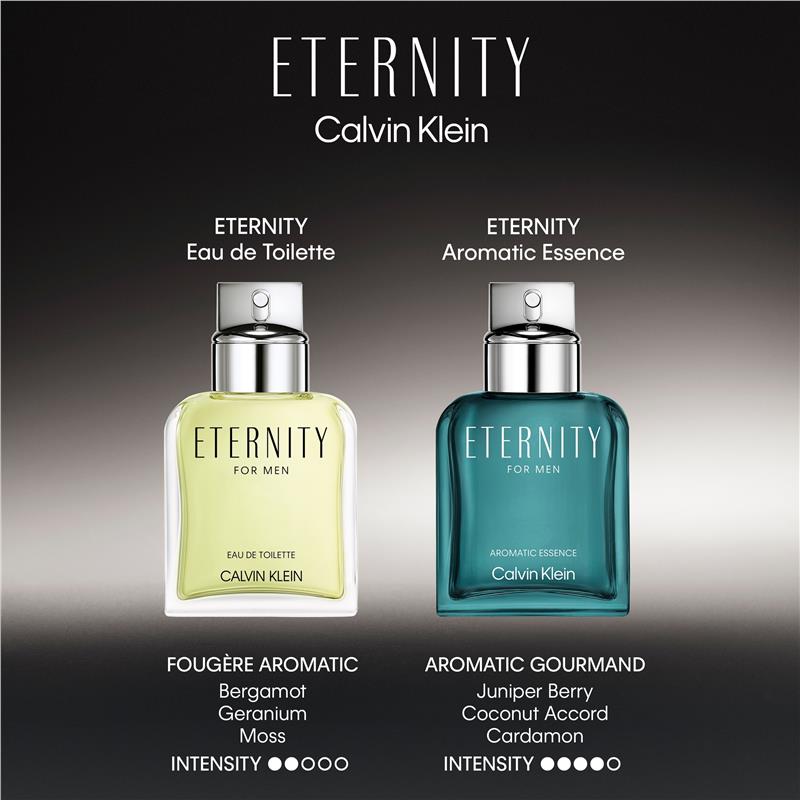 ETERNITY
Calvin Klein
ETERNITY
Eau de Toilette
ETERNITY
FOR MEN
EAU DE TOILETTE
CALVIN KLEIN
FOUGÈRE AROMATIC
Bergamot
Geranium
Moss
INTENSITY
ETERNITY
Aromatic Essence
ETERNITY
FOR MEN
AROMATIC ESSENCE
Calvin Klein
AROMATIC GOURMAND
Juniper Berry
Coconut Accord
Cardamon
INTENSITY